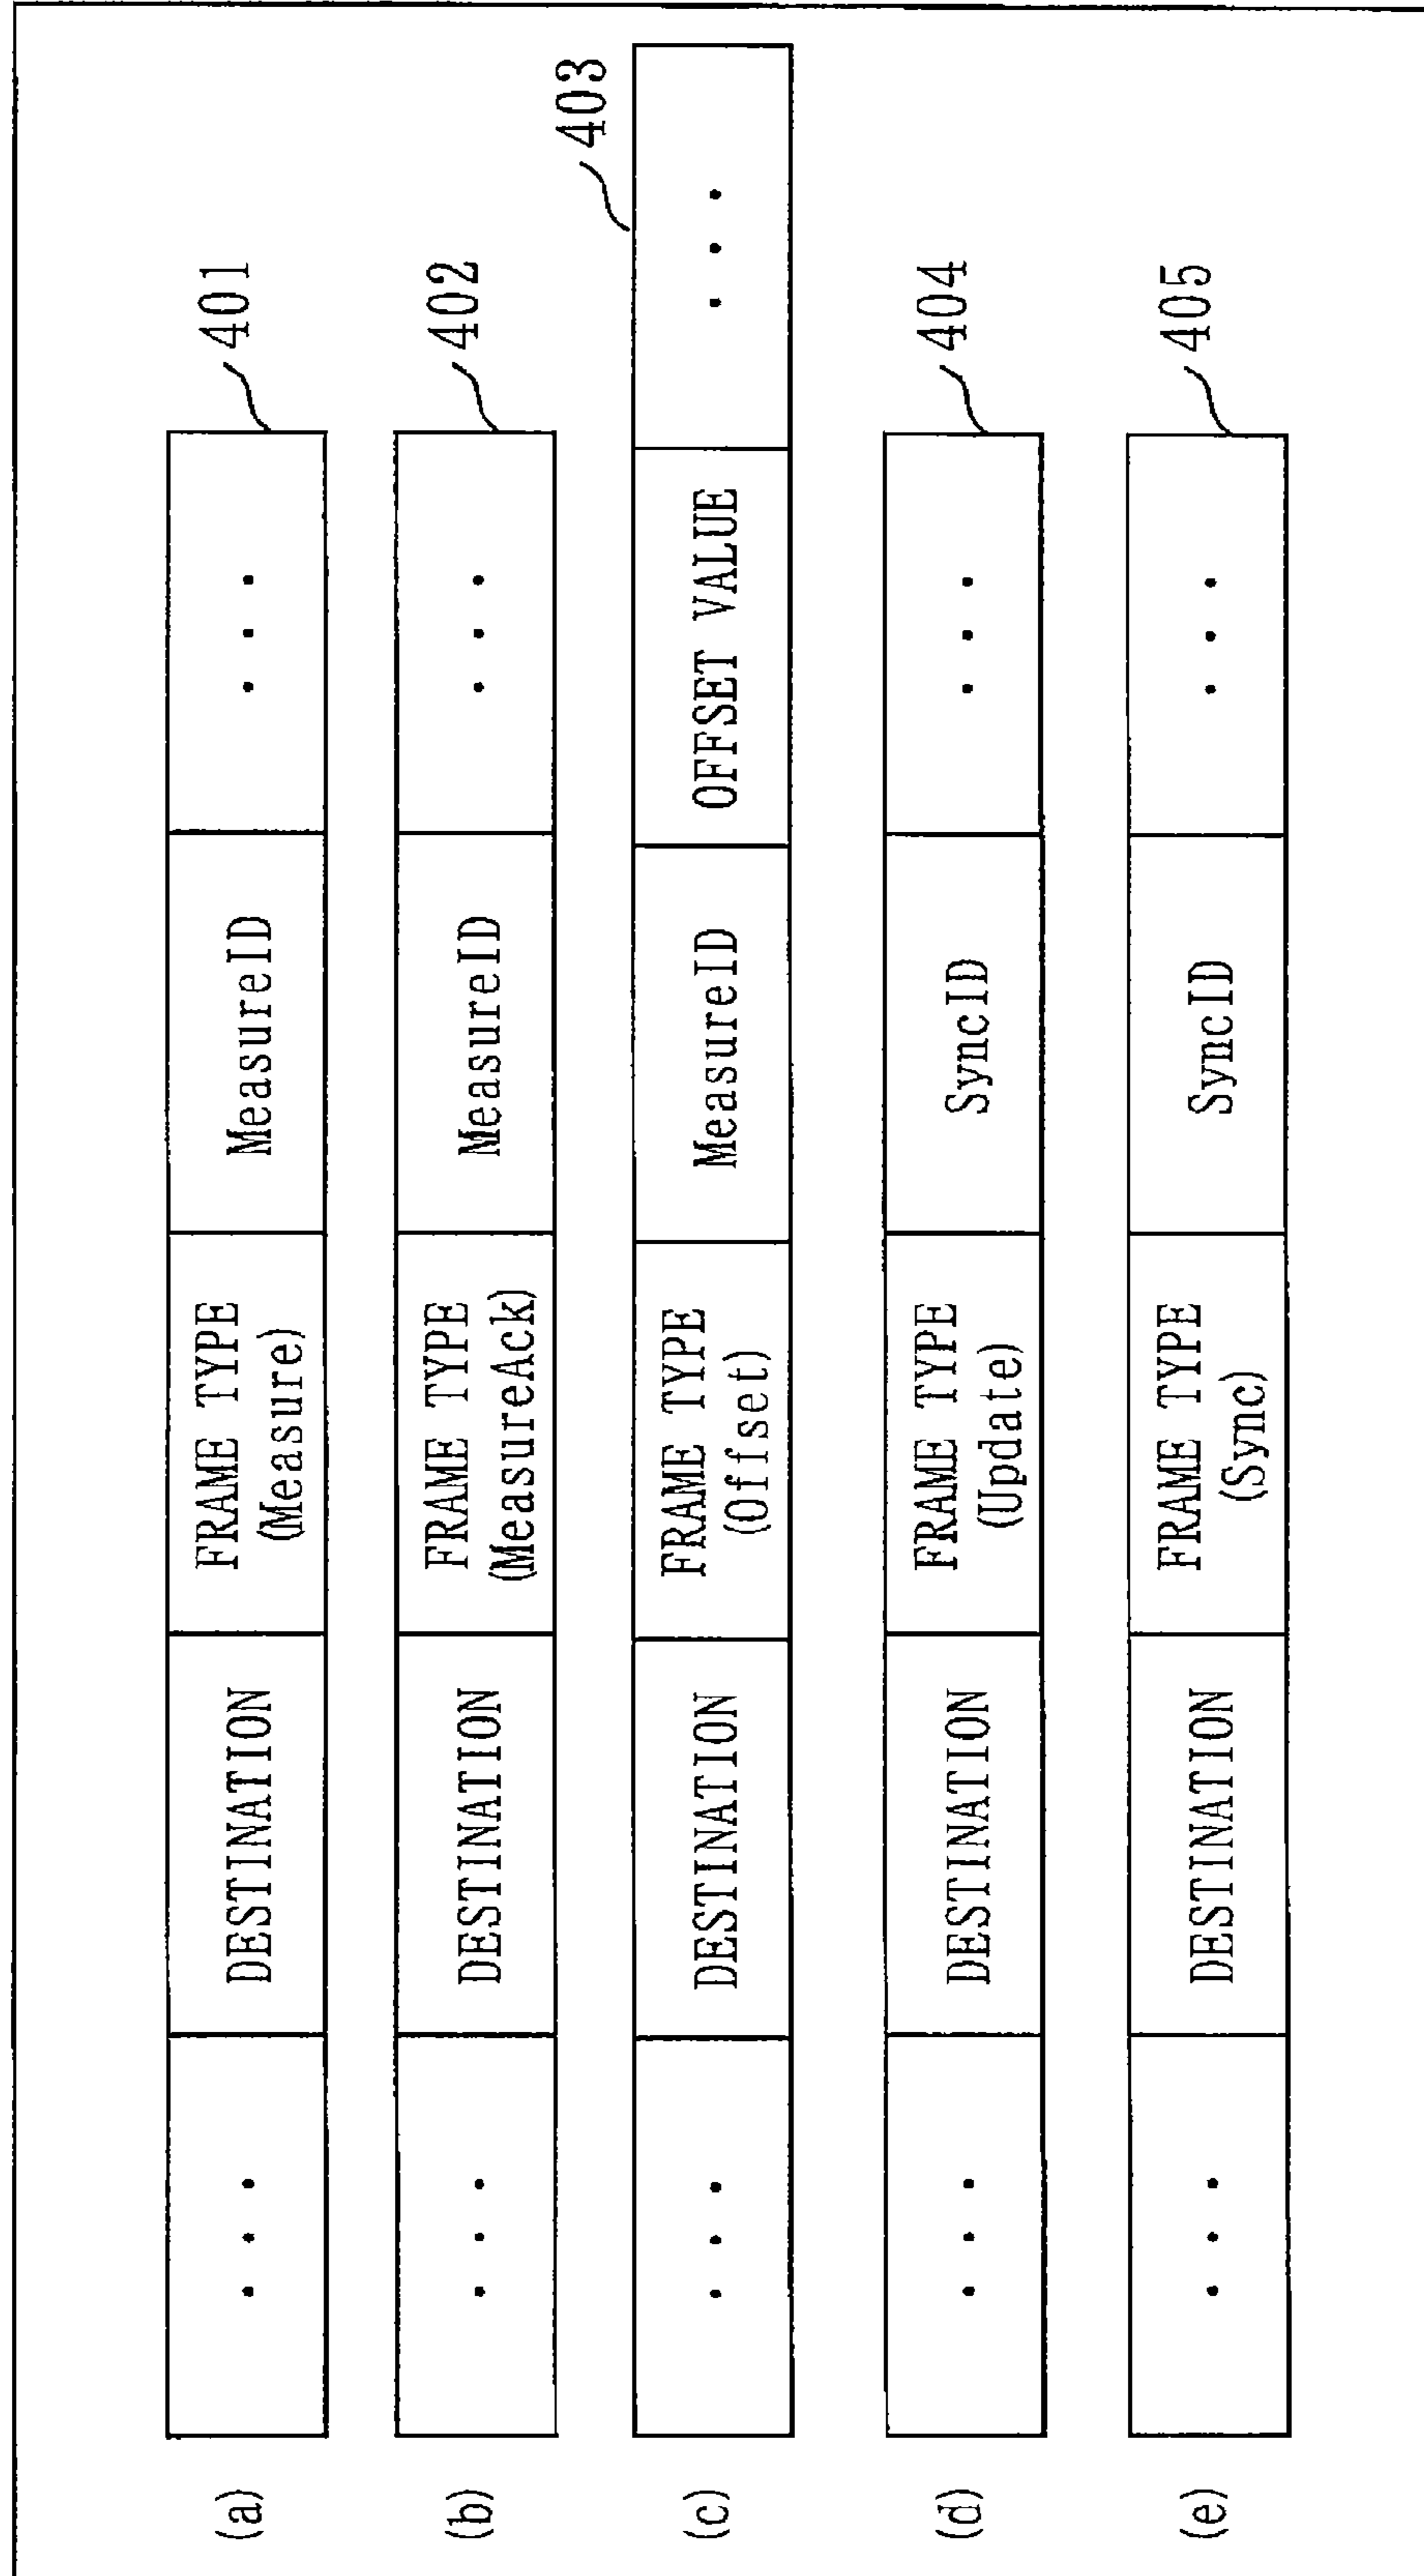 401
(a) ... DESTINATION FRAME TYPE (Measure) MeasureID ...
402
(b) ... DESTINATION FRAME TYPE (MeasureAck) MeasureID ...
403
(c) ... DESTINATION FRAME TYPE (Offset) MeasureID OFFSET VALUE ...
404
(d) ... DESTINATION FRAME TYPE (Update) SyncID ...
405
(e) ... DESTINATION FRAME TYPE (Sync) SyncID ...